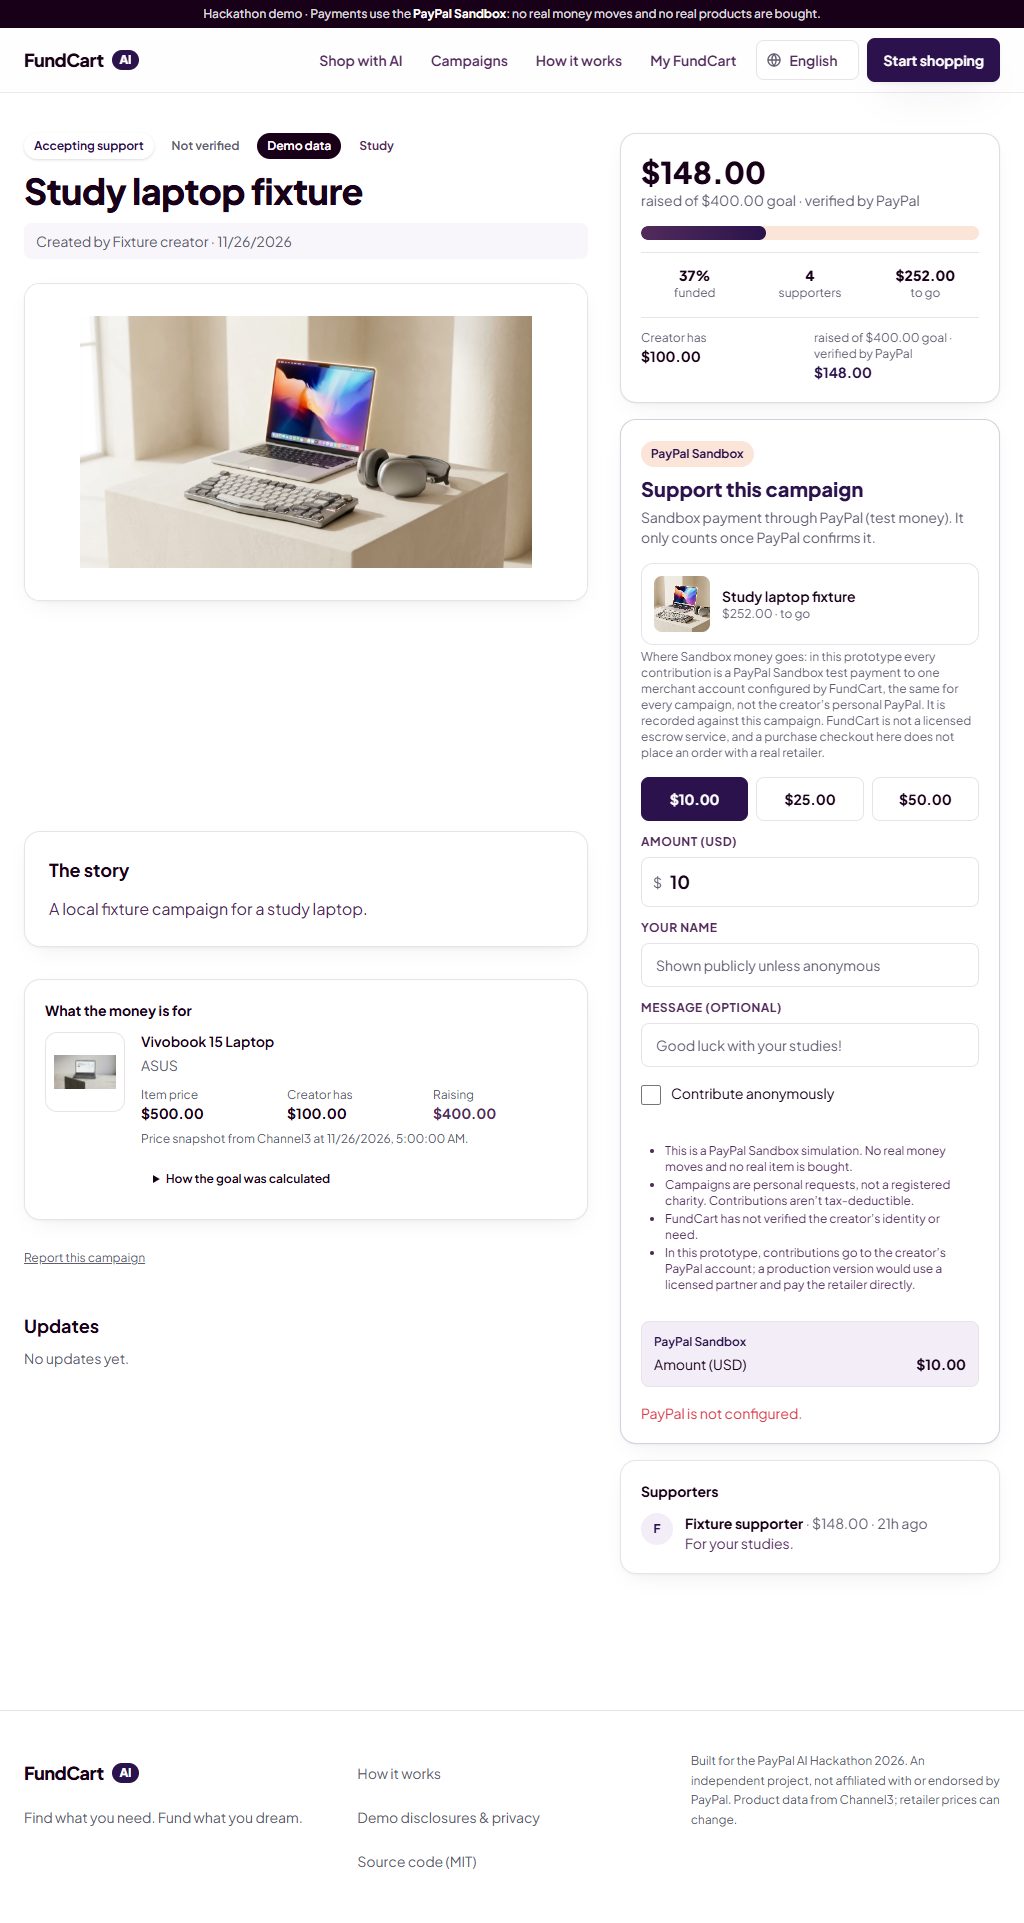 Hackathon demo · Payments use the PayPal Sandbox: no real money moves and no real products are bought.
FundCart AI
Shop with AI
Campaigns
How it works
My FundCart
English
Start shopping
Accepting support
Not verified
Demo data
Study
Study laptop fixture
Created by Fixture creator · 11/26/2026
The story
A local fixture campaign for a study laptop.
What the money is for
Vivobook 15 Laptop
ASUS
Item price
$500.00
Creator has
$100.00
Raising
$400.00
Price snapshot from Channel3 at 11/26/2026, 5:00:00 AM.
How the goal was calculated
Report this campaign
Updates
No updates yet.
$148.00
raised of $400.00 goal · verified by PayPal
37%
funded
4
supporters
$252.00
to go
Creator has
$100.00
raised of $400.00 goal ·
verified by PayPal
$148.00
PayPal Sandbox
Support this campaign
Sandbox payment through PayPal (test money). It
only counts once PayPal confirms it.
Study laptop fixture
$252.00 · to go
Where Sandbox money goes: in this prototype every
contribution is a PayPal Sandbox test payment to one
merchant account configured by FundCart, the same for
every campaign, not the creator's personal PayPal. It is
recorded against this campaign. FundCart is not a licensed
escrow service, and a purchase checkout here does not
place an order with a real retailer.
$10.00
$25.00
$50.00
AMOUNT (USD)
$ 10
YOUR NAME
Shown publicly unless anonymous
MESSAGE (OPTIONAL)
Good luck with your studies!
Contribute anonymously
This is a PayPal Sandbox simulation. No real money
moves and no real item is bought.
Campaigns are personal requests, not a registered
charity. Contributions aren't tax-deductible.
FundCart has not verified the creator's identity or
need.
In this prototype, contributions go to the creator's
PayPal account; a production version would use a
licensed partner and pay the retailer directly.
PayPal Sandbox
Amount (USD) $10.00
PayPal is not configured.
Supporters
F
Fixture supporter · $148.00 · 21h ago
For your studies.
FundCart AI
Find what you need. Fund what you dream.
How it works
Demo disclosures & privacy
Source code (MIT)
Built for the PayPal AI Hackathon 2026. An
independent project, not affiliated with or endorsed by
PayPal. Product data from Channel3; retailer prices can
change.